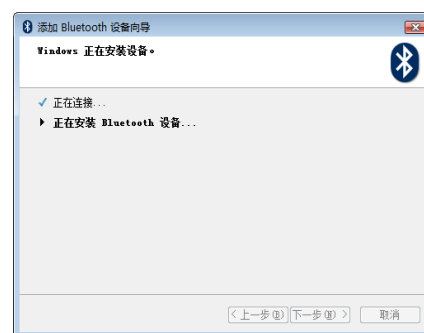 添加 Bluetooth 设备向导
Windows 正在安装设备。
正在连接...
正在安装 Bluetooth 设备...
< 上一步(B) 下一步(N) > 取消